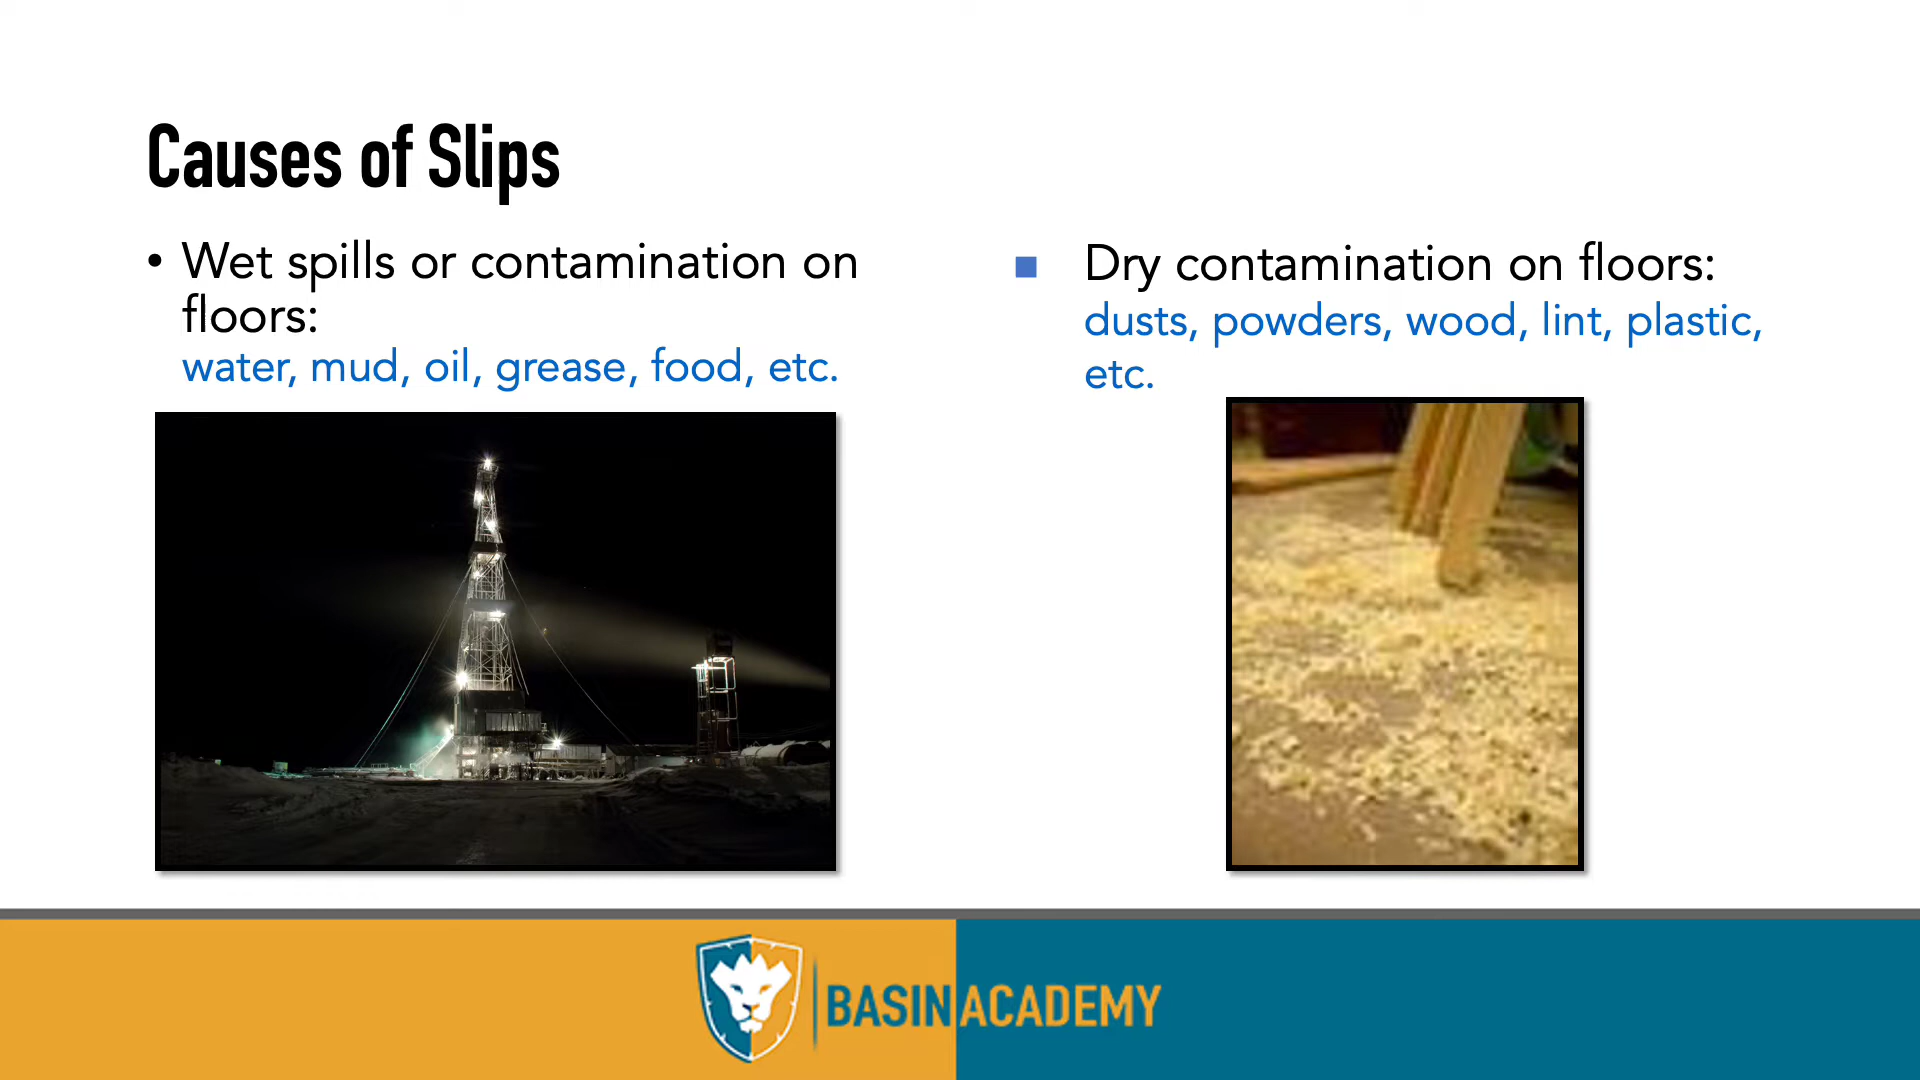 Causes of Slips
• Wet spills or contamination on
floors:
water, mud, oil, grease, food, etc.
■ Dry contamination on floors:
dusts, powders, wood, lint, plastic,
etc.
BASIN ACADEMY